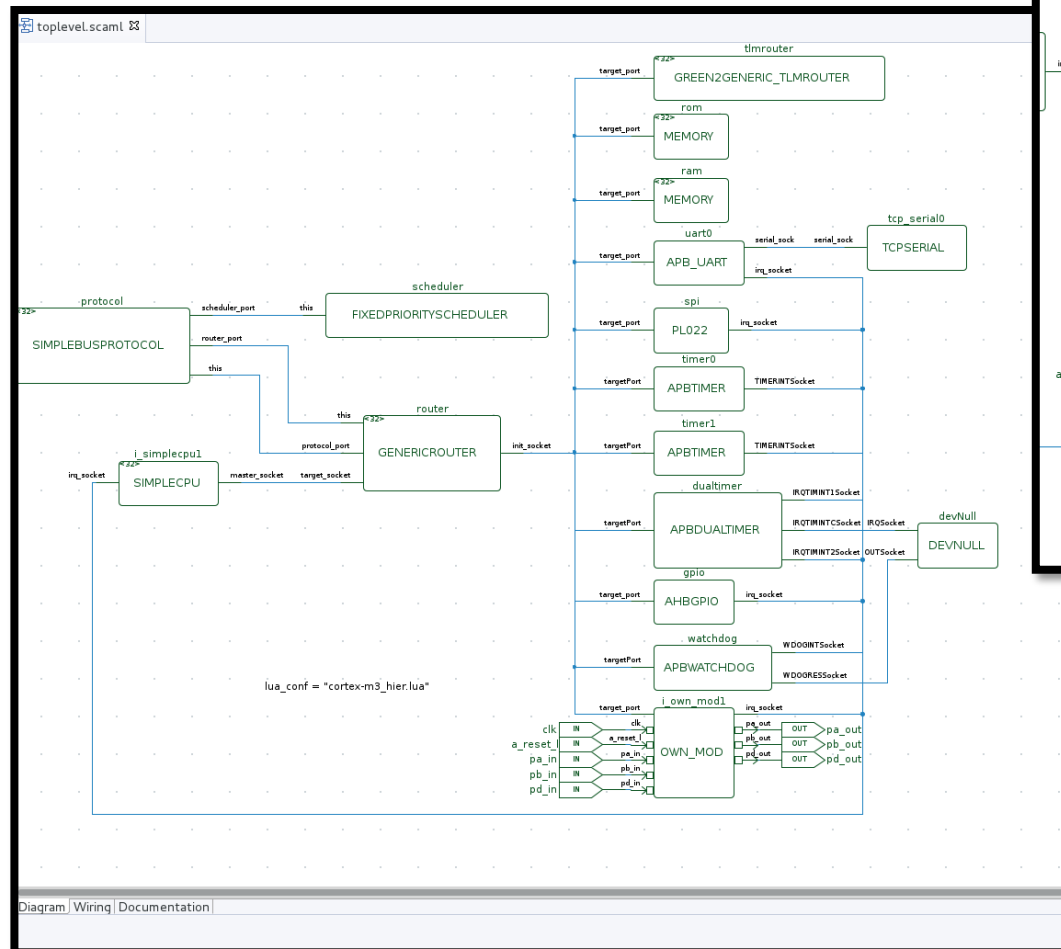 toplevel.scaml
tlmrouter
<32>
target_port
GREEN2GENERIC_TLMROUTER
rom
<32>
target_port
MEMORY
ram
<32>
target_port
MEMORY
uart0
target_port
APB_UART
serial_sock serial_sock
irq_socket
tcp_serial0
TCPSERIAL
protocol
SIMPLEBUSPROTOCOL
scheduler_port this
router_port
this
scheduler
FIXEDPRIORITYSCHEDULER
spi
target_port
PL022
irq_socket
timer0
targetPort
APBTIMER
TIMERINTSocket
router
<32>
this
protocol_port
GENERICROUTER
init_socket
timer1
targetPort
APBTIMER
TIMERINTSocket
i_simplecpu1
<32>
irq_socket
SIMPLECPU
master_socket target_socket
dualtimer
targetPort
APBDUALTIMER
IRQTIMINT1Socket
IRQTIMINTCSocket IRQSocket
IRQTIMINT2Socket OUTSocket
devNull
DEVNULL
gpio
target_port
AHBGPIO
irq_socket
watchdog
targetPort
APBWATCHDOG
WDOGINTSocket
WDOGRESSocket
lua_conf = "cortex-m3_hier.lua"
i_own_mod1
target_port
irq_socket
OWN_MOD
clk IN clk
a_reset_l IN a_reset_l
pa_in IN pa_in
pb_in IN pb_in
pd_in IN pd_in
pa_out OUT pa_out
pb_out OUT pb_out
pd_out OUT pd_out
Diagram Wiring Documentation